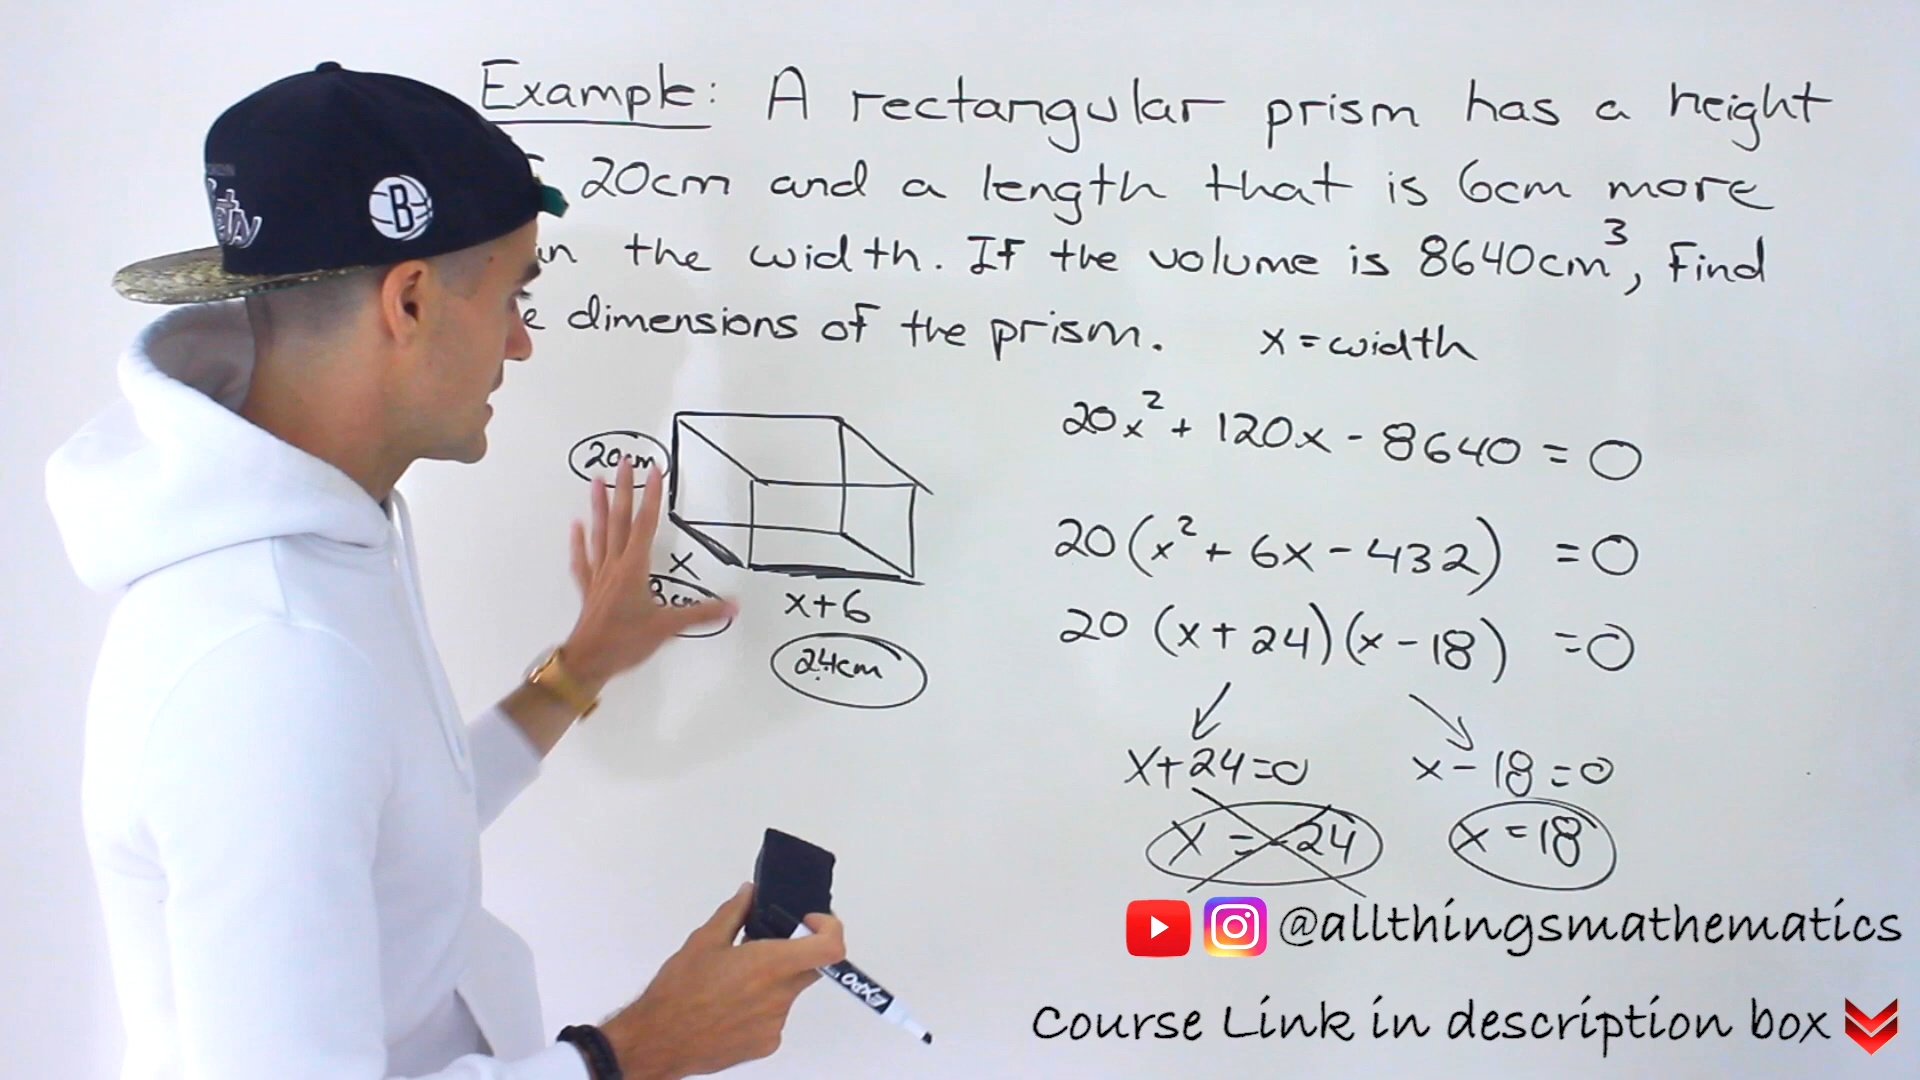 Example: A rectangular prism has a height
20cm and a length that is 6cm more
the width. If the volume is 8640cm³, Find
dimensions of the prism. x = width
20x² + 120x - 8640 = 0
20cm
20(x² + 6x - 432) = 0
x
x+6
20 (x + 24)(x - 18) = 0
24cm
x+24=0 x-18=0
x = -24 x = 18
B
EXPO
@allthingsmathematics
Course Link in description box